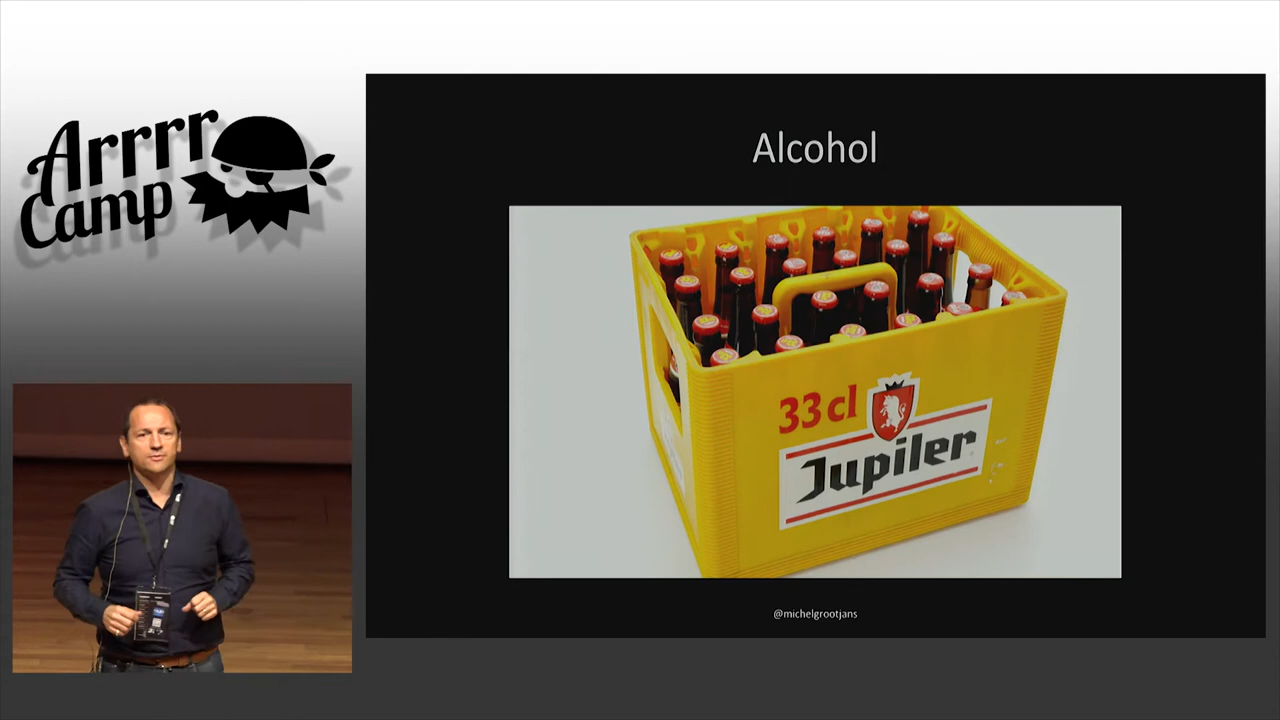 Arrrr
Camp
Alcohol
33 cl
Jupiler
@michelgrootjans